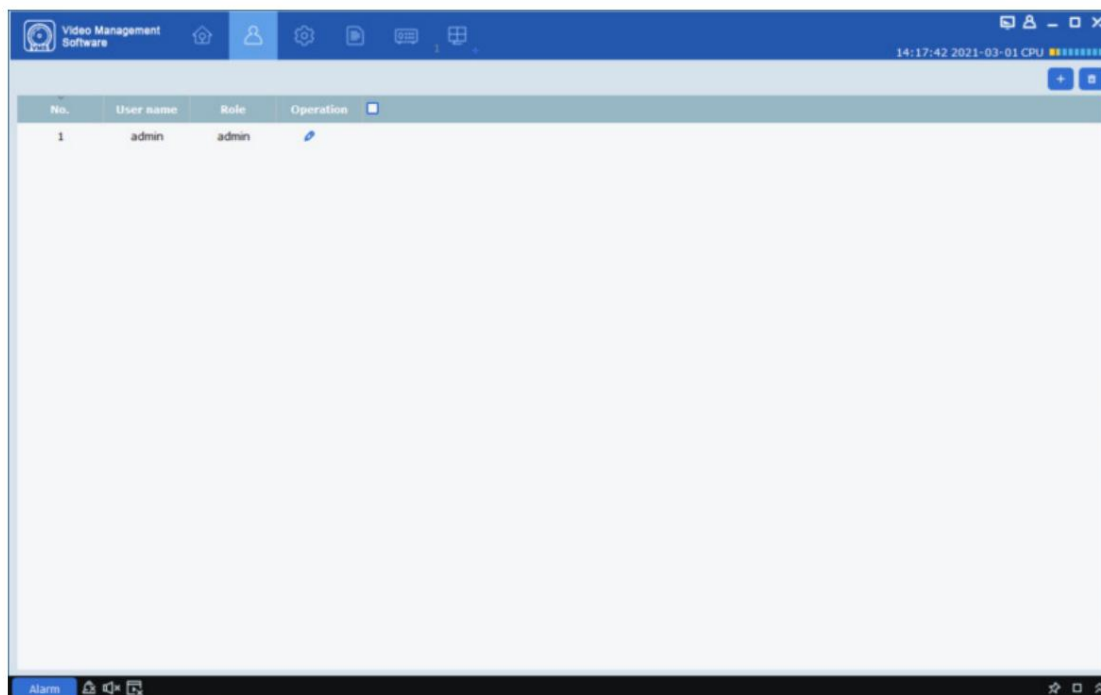 Video Management
Software
1
14:17:42 2021-03-01 CPU
No. User name Role Operation
1 admin admin
Alarm